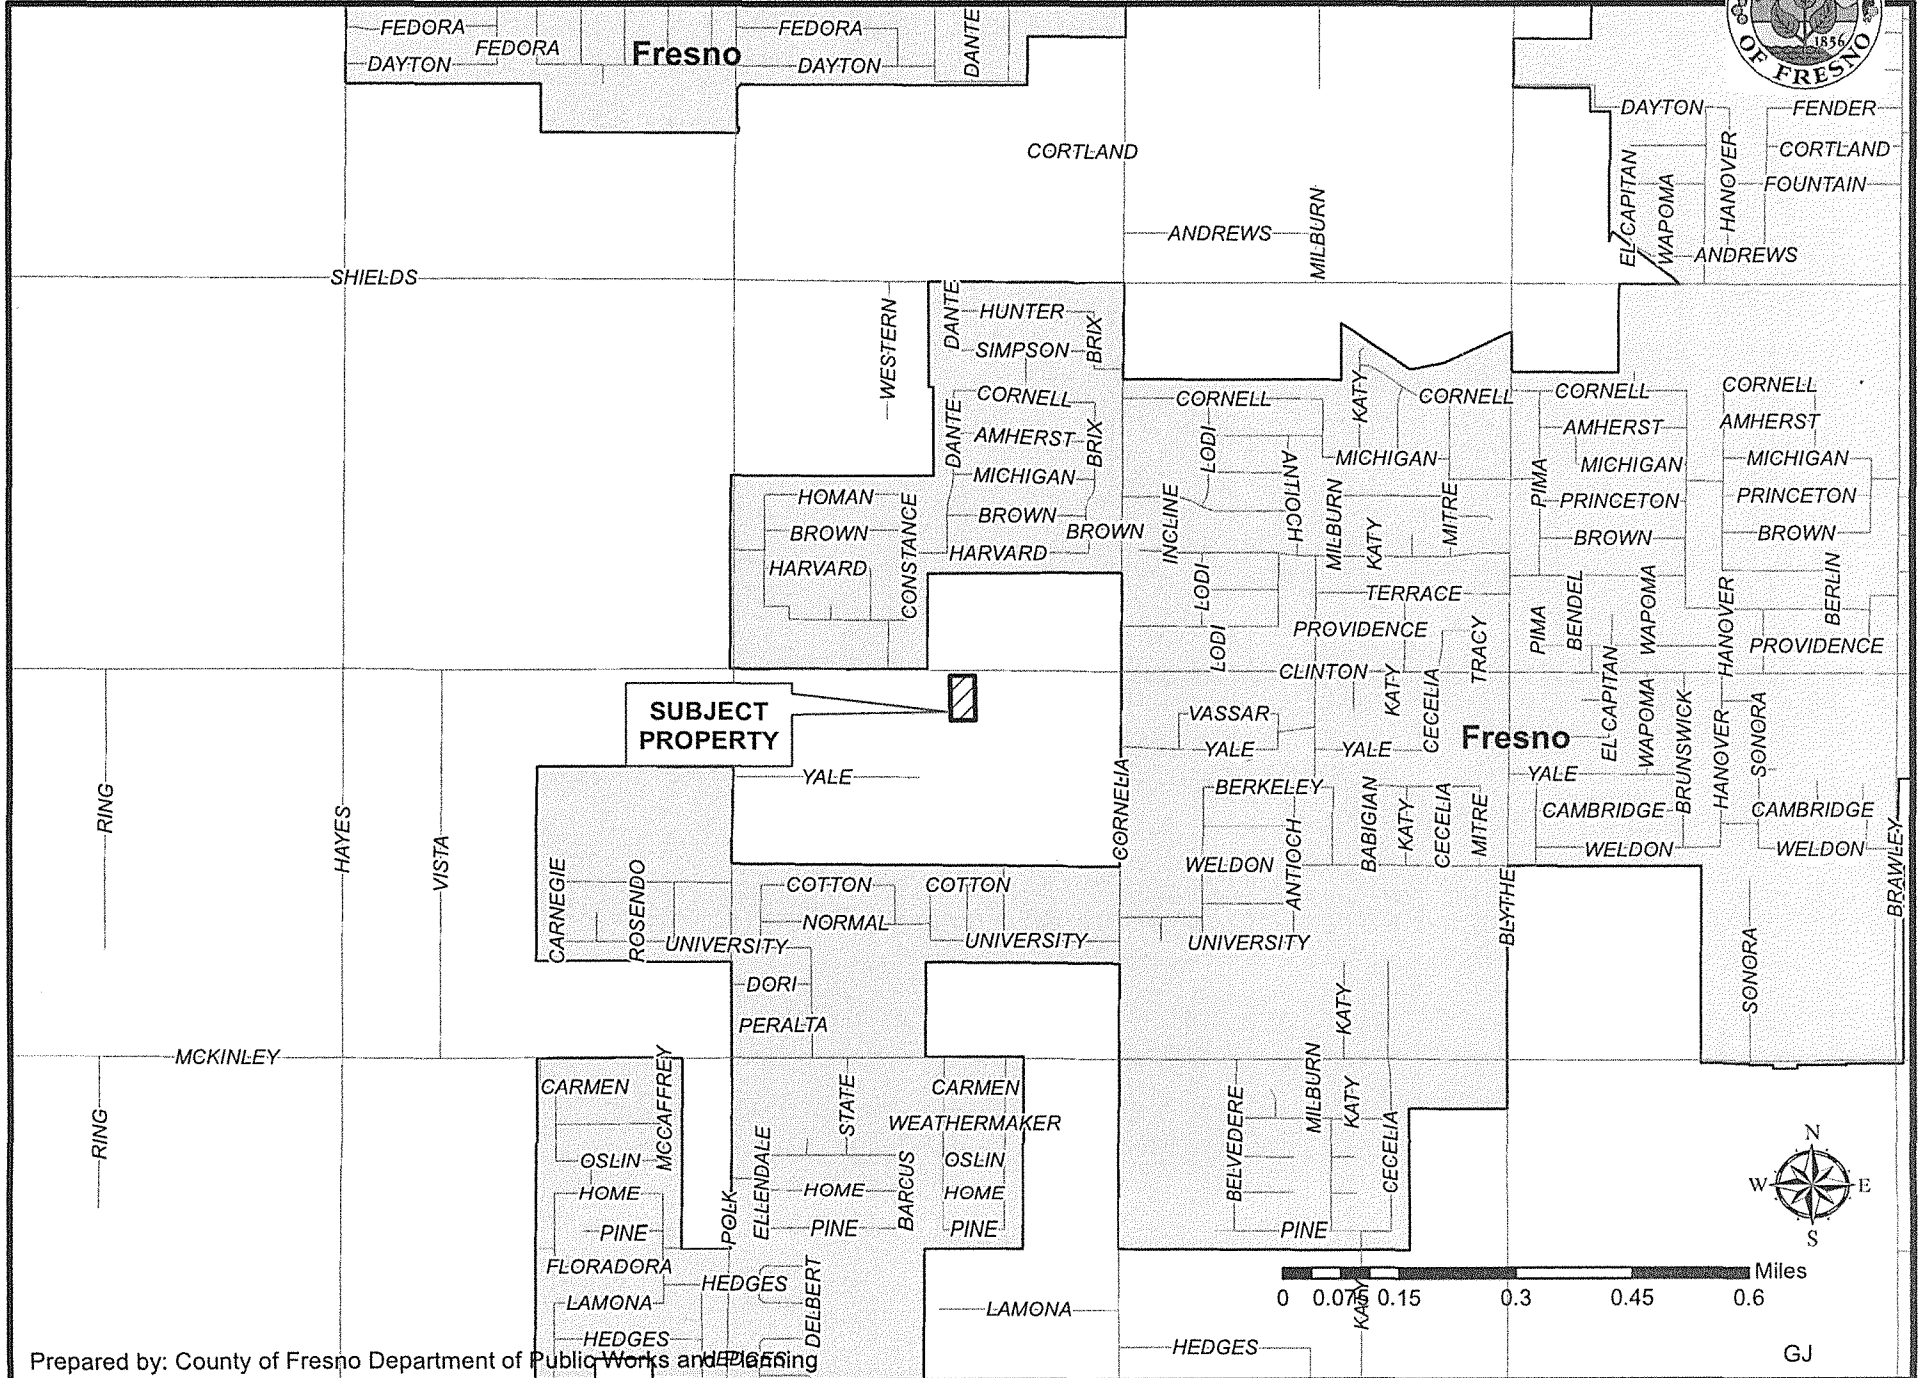 FEDORA
FEDORA
DAYTON
Fresno
FEDORA
DAYTON
DANTE
1856
OF FRESNO
CORTLAND
DAYTON
FENDER
CORTLAND
FOUNTAIN
EL CAPITAN
WAPOMA
HANOVER
ANDREWS
ANDREWS
MILBURN
SHIELDS
WESTERN
DANTE
HUNTER
SIMPSON
BRIX
CORNELL
DANTE
AMHERST
BRIX
MICHIGAN
BROWN
BROWN
HARVARD
HOMAN
BROWN
HARVARD
CONSTANCE
CORNELL
LODI
ANTIOCH
INCLINE
LODI
LODI
KATY
CORNELL
MICHIGAN
MILBURN
KATY
MITRE
TERRACE
PROVIDENCE
TRACY
CLINTON
KATY
CECELIA
CORNELL
AMHERST
MICHIGAN
PIMA
PRINCETON
BROWN
PIMA
BENDEL
WAPOMA
HANOVER
CORNELL
AMHERST
MICHIGAN
PRINCETON
BROWN
BERLIN
PROVIDENCE
SUBJECT
PROPERTY
VASSAR
YALE
YALE
Fresno
EL CAPITAN
WAPOMA
BRUNSWICK
HANOVER
SONORA
YALE
YALE
RING
HAYES
VISTA
CORNELIA
BERKELEY
BABIGIAN
KATY
CECELIA
MITRE
CAMBRIDGE
CAMBRIDGE
WELDON
ANTIOCH
WELDON
WELDON
BRAWLEY
BLYTHE
CARNEGIE
ROSENDO
COTTON
COTTON
NORMAL
UNIVERSITY
UNIVERSITY
UNIVERSITY
SONORA
DORI
PERALTA
KATY
MCKINLEY
RING
CARMEN
MCCAFFREY
STATE
CARMEN
WEATHERMAKER
OSLIN
HOME
PINE
FLORADORA
LAMONA
HEDGES
POLK
ELLENDALE
HOME
PINE
BARCUS
OSLIN
HOME
PINE
HEDGES
DELBERT
LAMONA
BELVEDERE
MILBURN
KATY
CECELIA
PINE
KATY
HEDGES
HEDGES
N
W E
S
Miles
0 0.075 0.15 0.3 0.45 0.6
Prepared by: County of Fresno Department of Public Works and Planning
GJ